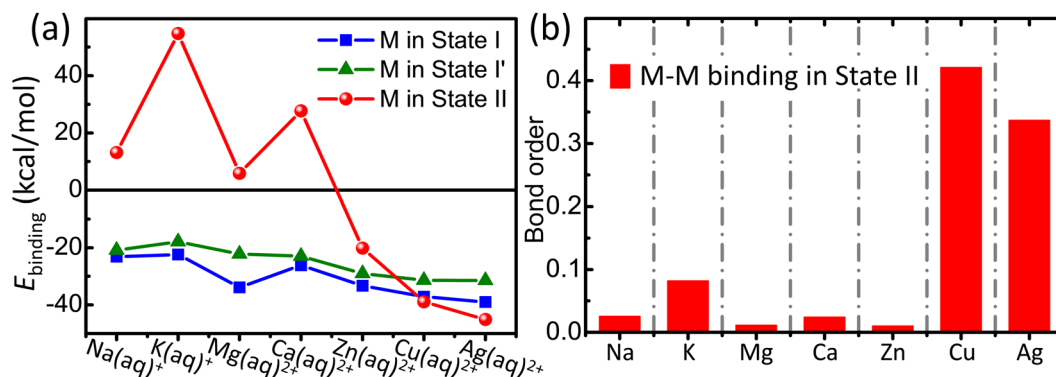 (a)
M in State I
M in State I'
M in State II
E binding (kcal/mol)
40
20
0
-20
-40
Na(aq)+
K(aq)+
Mg(aq)2+
Ca(aq)2+
Zn(aq)2+
Cu(aq)2+
Ag(aq)2+
(b)
M-M binding in State II
Bond order
0.4
0.3
0.2
0.1
0.0
Na K Mg Ca Zn Cu Ag